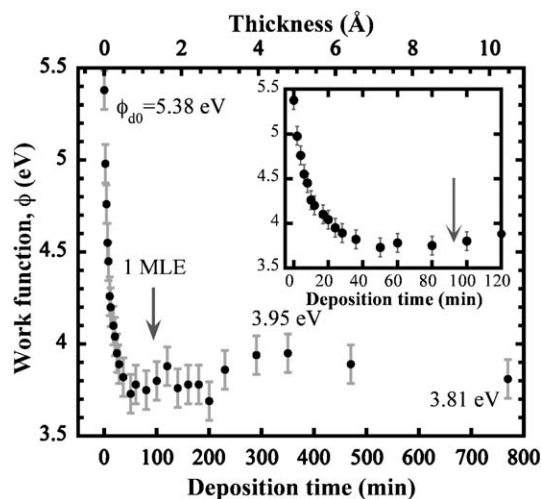 Thickness (Å)
0 2 4 6 8 10
5.5
5
4.5
4
3.5
Work function, ϕ (eV)
ϕd0=5.38 eV
1 MLE
3.95 eV
3.81 eV
0 100 200 300 400 500 600 700 800
Deposition time (min)
5.5
5
4.5
4
3.5
0 20 40 60 80 100 120
Deposition time (min)